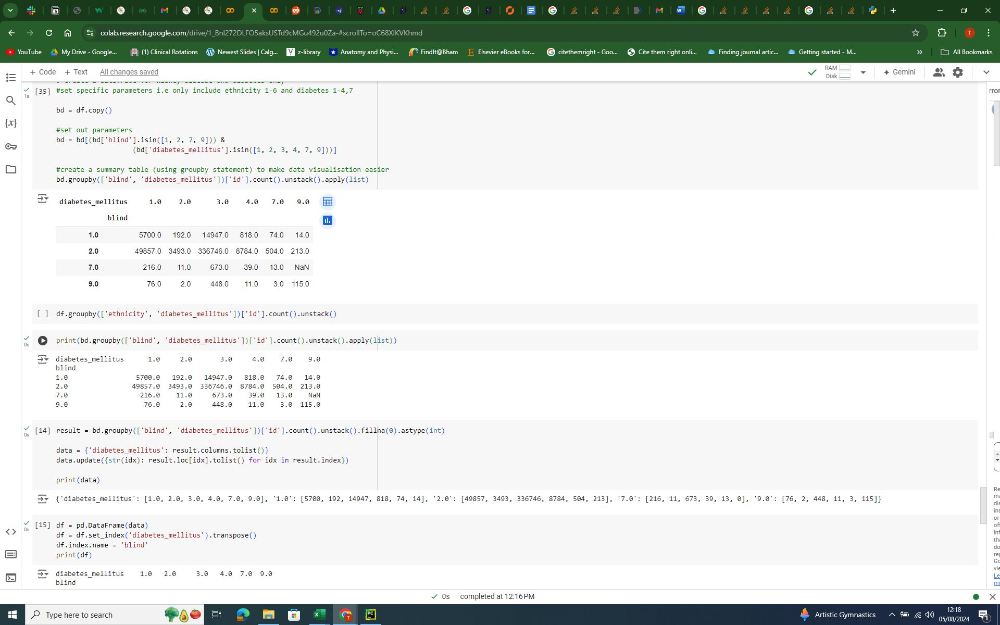 colab.research.google.com/drive/1_BnI272DLFO5aksUSTd9cMGu492u0Za-#scrollTo=oC68XlKVKhmd
YouTube My Drive - Google... (1) Clinical Rotations Newest Slides | Calg... z-library Anatomy and Physi... FindIt@Bham Elsevier eBooks for... citethemright - Goo... Cite them right onli... Finding journal artic... Getting started - M... » All Bookmarks
+ Code + Text All changes saved RAM Disk Gemini
# create a dataframe for kidney disease and diabetes only
[35] #set specific parameters i.e only include ethnicity 1-6 and diabetes 1-4,7
1s
bd = df.copy()
#set out parameters
bd = bd[(bd['blind'].isin([1, 2, 7, 9])) &
(bd['diabetes_mellitus'].isin([1, 2, 3, 4, 7, 9]))]
#create a summary table (using groupby statement) to make data visualisation easier
bd.groupby(['blind', 'diabetes_mellitus'])['id'].count().unstack().apply(list)
diabetes_mellitus 1.0 2.0 3.0 4.0 7.0 9.0
blind
1.0 5700.0 192.0 14947.0 818.0 74.0 14.0
2.0 49857.0 3493.0 336746.0 8784.0 504.0 213.0
7.0 216.0 11.0 673.0 39.0 13.0 NaN
9.0 76.0 2.0 448.0 11.0 3.0 115.0
[ ] df.groupby(['ethnicity', 'diabetes_mellitus'])['id'].count().unstack()
print(bd.groupby(['blind', 'diabetes_mellitus'])['id'].count().unstack().apply(list))
0s
diabetes_mellitus 1.0 2.0 3.0 4.0 7.0 9.0
blind
1.0 5700.0 192.0 14947.0 818.0 74.0 14.0
2.0 49857.0 3493.0 336746.0 8784.0 504.0 213.0
7.0 216.0 11.0 673.0 39.0 13.0 NaN
9.0 76.0 2.0 448.0 11.0 3.0 115.0
[14] result = bd.groupby(['blind', 'diabetes_mellitus'])['id'].count().unstack().fillna(0).astype(int)
0s
data = {'diabetes_mellitus': result.columns.tolist()}
data.update({str(idx): result.loc[idx].tolist() for idx in result.index})
print(data)
{'diabetes_mellitus': [1.0, 2.0, 3.0, 4.0, 7.0, 9.0], '1.0': [5700, 192, 14947, 818, 74, 14], '2.0': [49857, 3493, 336746, 8784, 504, 213], '7.0': [216, 11, 673, 39, 13, 0], '9.0': [76, 2, 448, 11, 3, 115]}
[15] df = pd.DataFrame(data)
0s
df = df.set_index('diabetes_mellitus').transpose()
df.index.name = 'blind'
print(df)
diabetes_mellitus 1.0 2.0 3.0 4.0 7.0 9.0
blind
0s completed at 12:16 PM
Type here to search
Artistic Gymnastics
12:18
05/08/2024